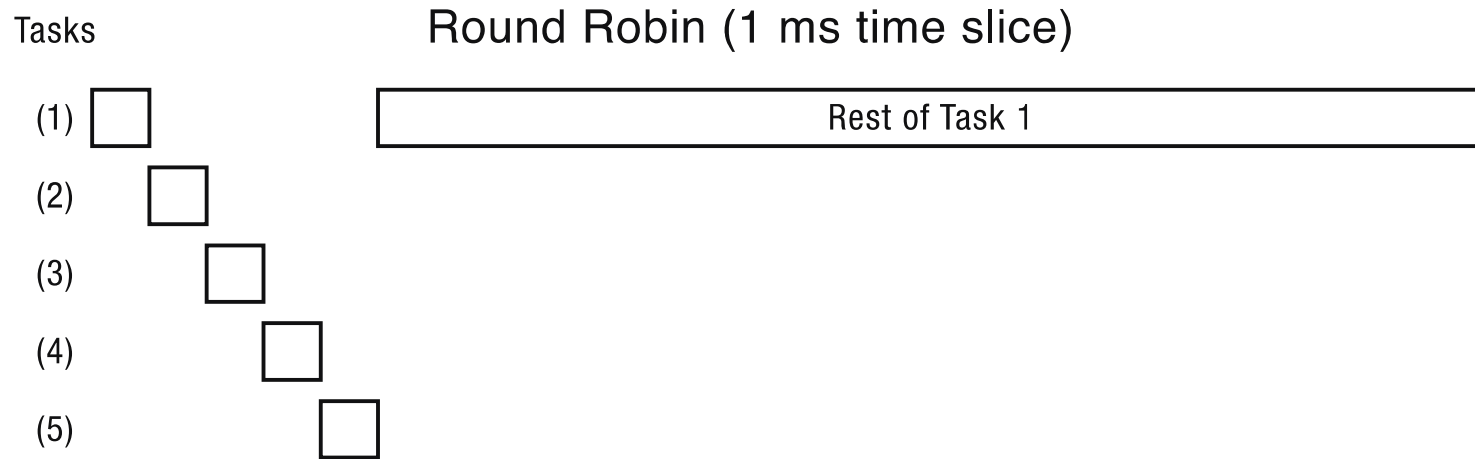 Tasks
Round Robin (1 ms time slice)
(1)
Rest of Task 1
(2)
(3)
(4)
(5)